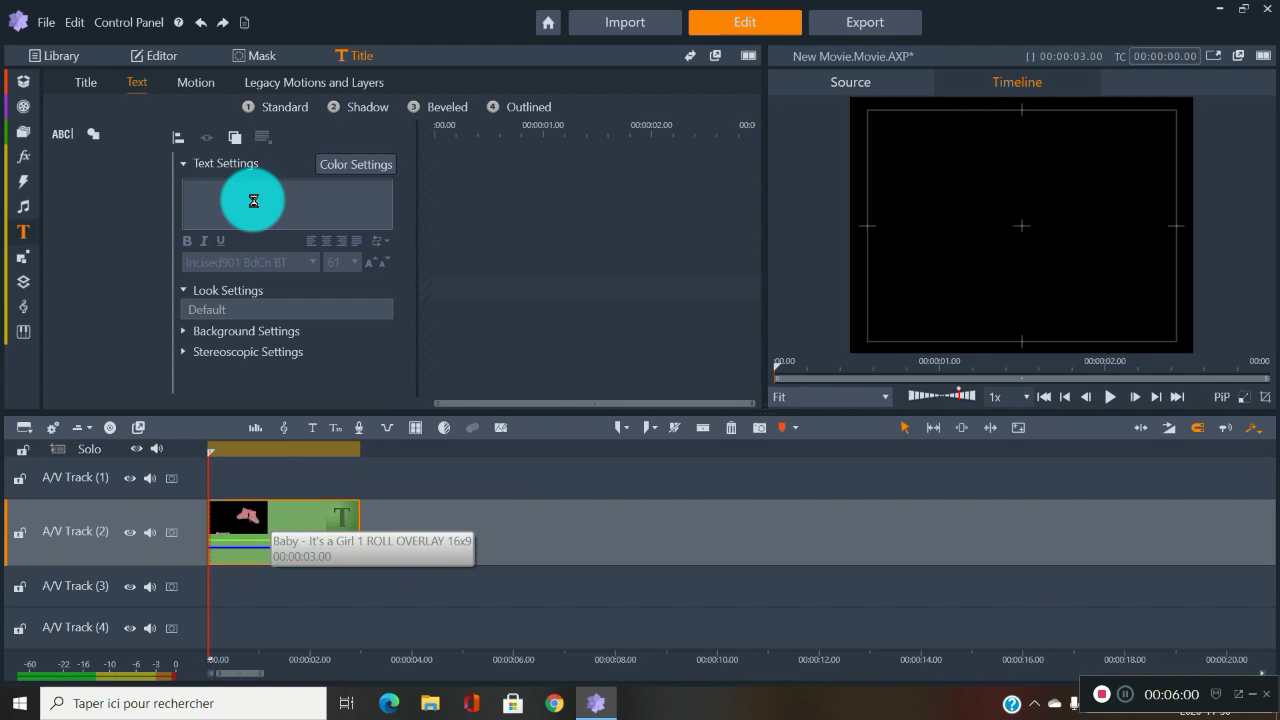 File Edit Control Panel
Import Edit Export
Library Editor Mask Title
New Movie.Movie.AXP* [] 00:00:03.00 TC 00:00:00.00
Title Text Motion Legacy Motions and Layers
Source Timeline
1 Standard 2 Shadow 3 Beveled 4 Outlined
ABC
:00.00 00:00:01.00 00:00:02.00 00:0
Text Settings Color Settings
B I U
Incised901 BdCn BT 61
Look Settings
Default
Background Settings
Stereoscopic Settings
:00.00 00:00:01.00 00:00:02.00 00:00
Fit 1x PiP
Solo
A/V Track (1)
A/V Track (2)
Baby - It's a Girl 1 ROLL OVERLAY 16x9
00:00:03.00
A/V Track (3)
A/V Track (4)
-60 -22 -16 -10 -6 -3 0
:00.00 00:00:02.00 00:00:04.00 00:00:06.00 00:00:08.00 00:00:10.00 00:00:12.00 00:00:14.00 00:00:16.00 00:00:18.00 00:00:20.00
Taper ici pour rechercher
00:06:00